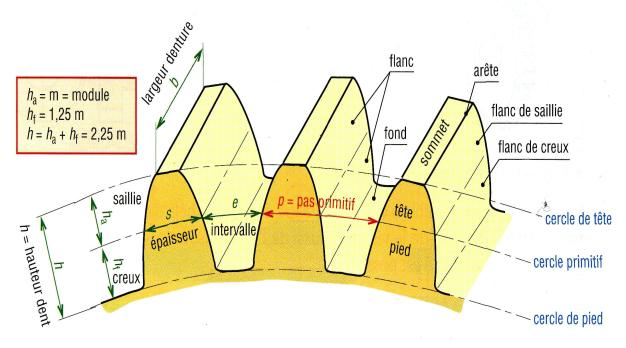 largeur denture
b
flanc
arête
hₐ = m = module
h_f = 1,25 m
h = hₐ + h_f = 2,25 m
flanc de saillie
fond
sommet
flanc de creux
saillie
s
e
p = pas primitif
hₐ
épaisseur
intervalle
tête
cercle de tête
h = hauteur dent
h
h_f
creux
pied
cercle primitif
cercle de pied